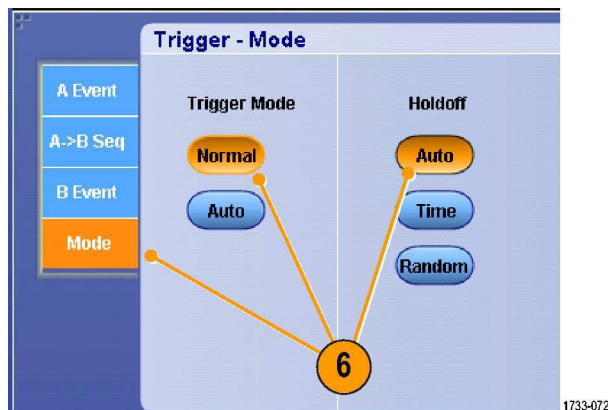 Trigger - Mode
A Event
A->B Seq
B Event
Mode
Trigger Mode
Normal
Auto
Holdoff
Auto
Time
Random
6
1733-072